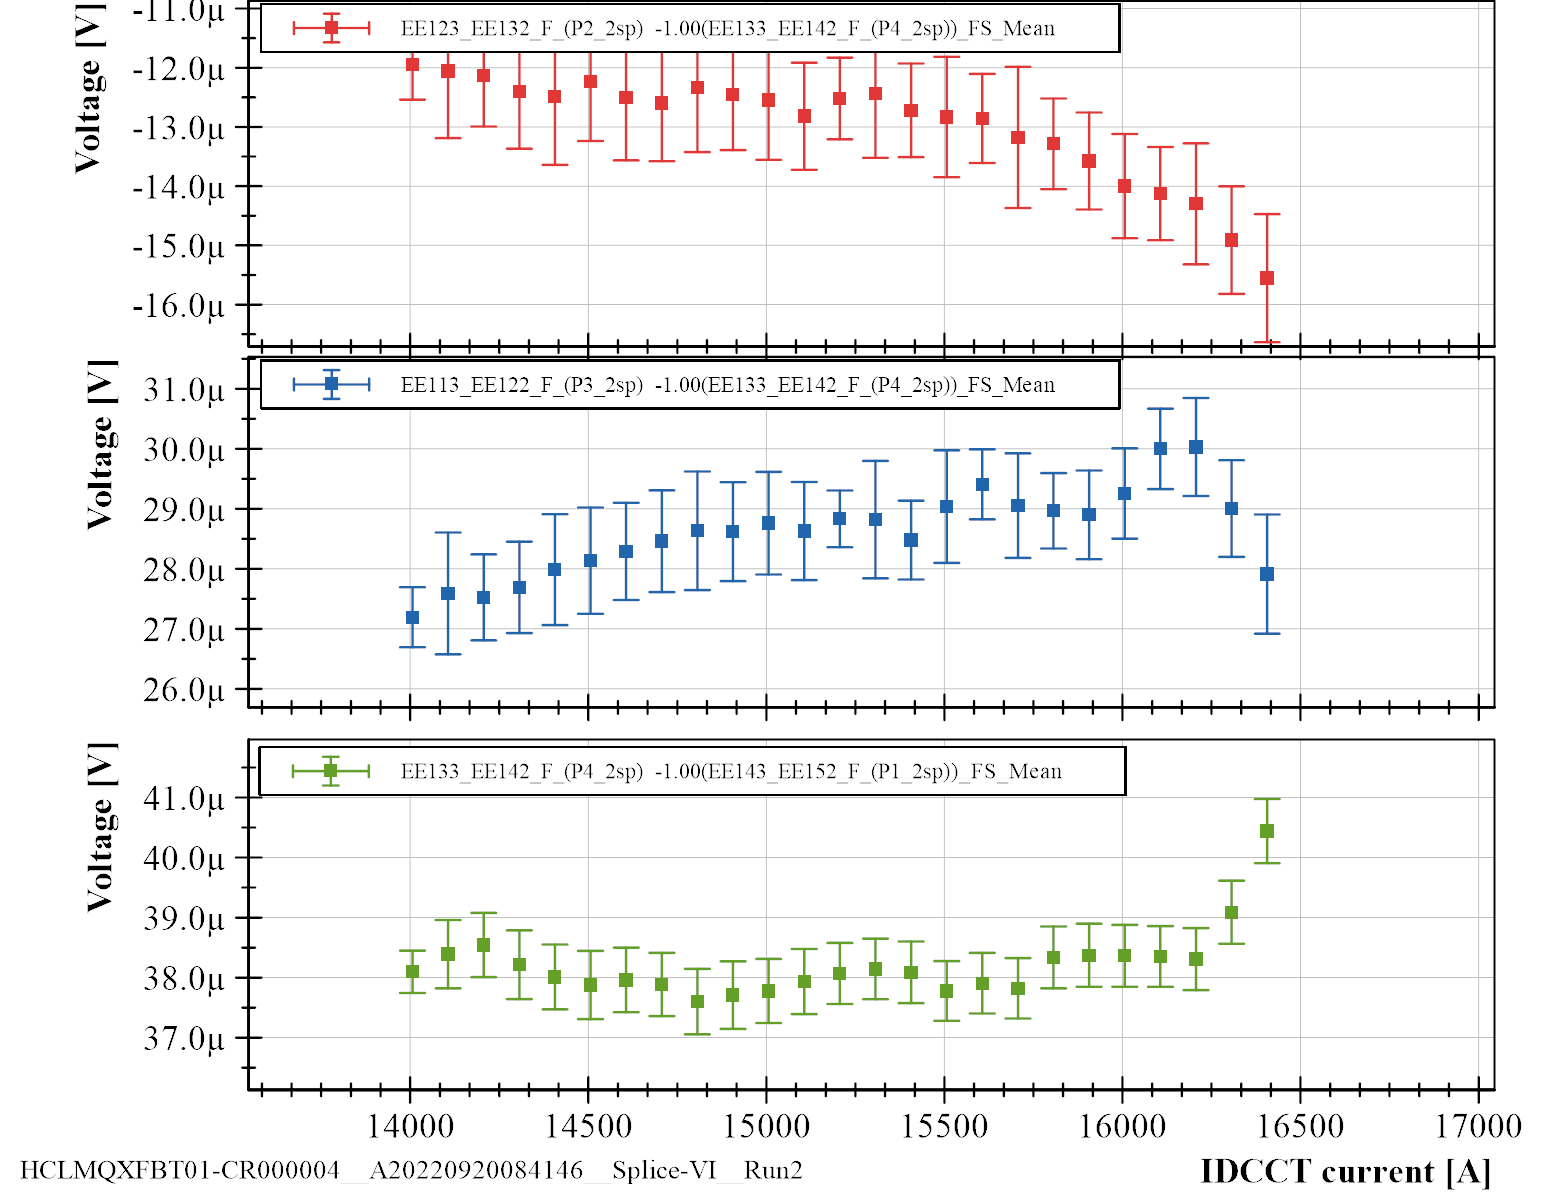 Voltage [V]
-11.0μ
-12.0μ
-13.0μ
-14.0μ
-15.0μ
-16.0μ
EE123_EE132_F_(P2_2sp) -1.00(EE133_EE142_F_(P4_2sp))_FS_Mean
Voltage [V]
31.0μ
30.0μ
29.0μ
28.0μ
27.0μ
26.0μ
EE113_EE122_F_(P3_2sp) -1.00(EE133_EE142_F_(P4_2sp))_FS_Mean
Voltage [V]
41.0μ
40.0μ
39.0μ
38.0μ
37.0μ
EE133_EE142_F_(P4_2sp) -1.00(EE143_EE152_F_(P1_2sp))_FS_Mean
14000 14500 15000 15500 16000 16500 17000
HCLMQXFBT01-CR000004__A20220920084146__Splice-VI__Run2
IDCCT current [A]